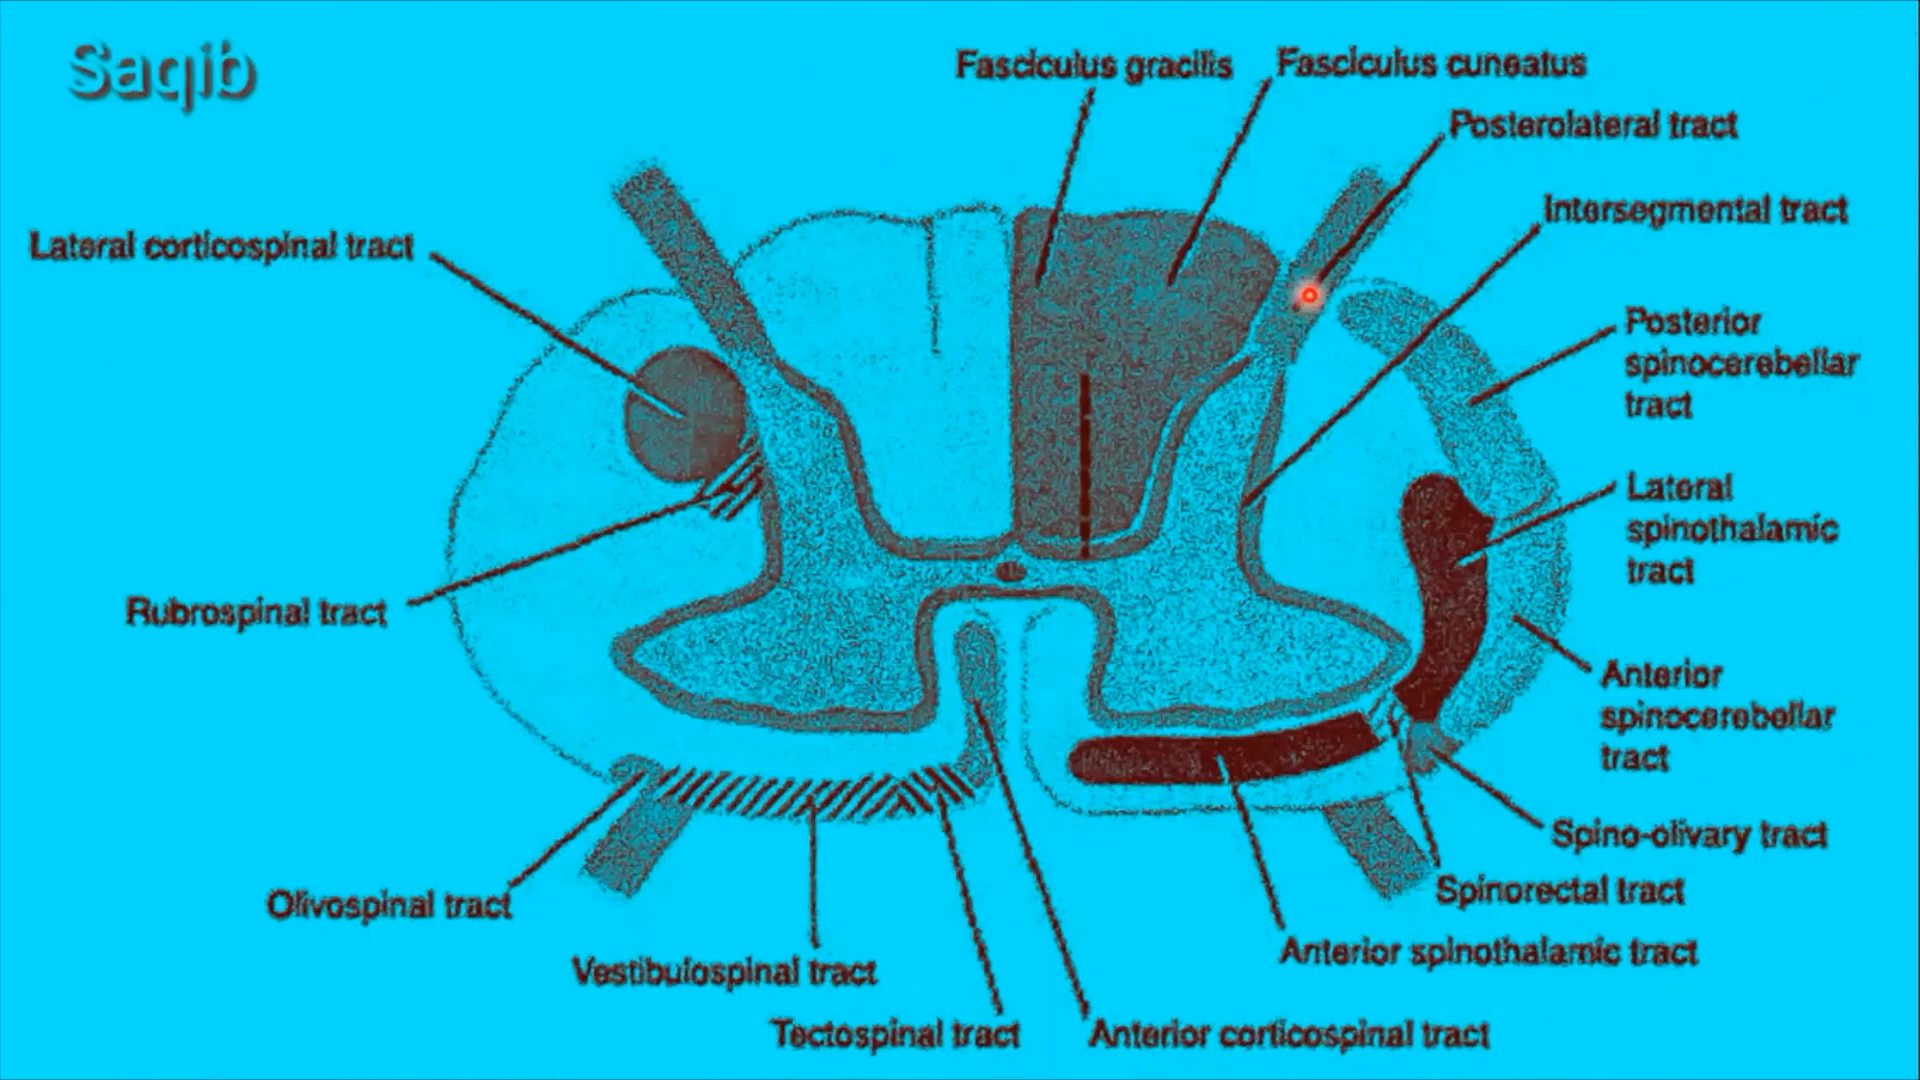 Saqib
Fasciculus gracilis
Fasciculus cuneatus
Posterolateral tract
Intersegmental tract
Lateral corticospinal tract
Posterior
spinocerebellar
tract
Lateral
spinothalamic
tract
Rubrospinal tract
Anterior
spinocerebellar
tract
Spino-olivary tract
Spinorectal tract
Olivospinal tract
Anterior spinothalamic tract
Vestibulospinal tract
Tectospinal tract
Anterior corticospinal tract